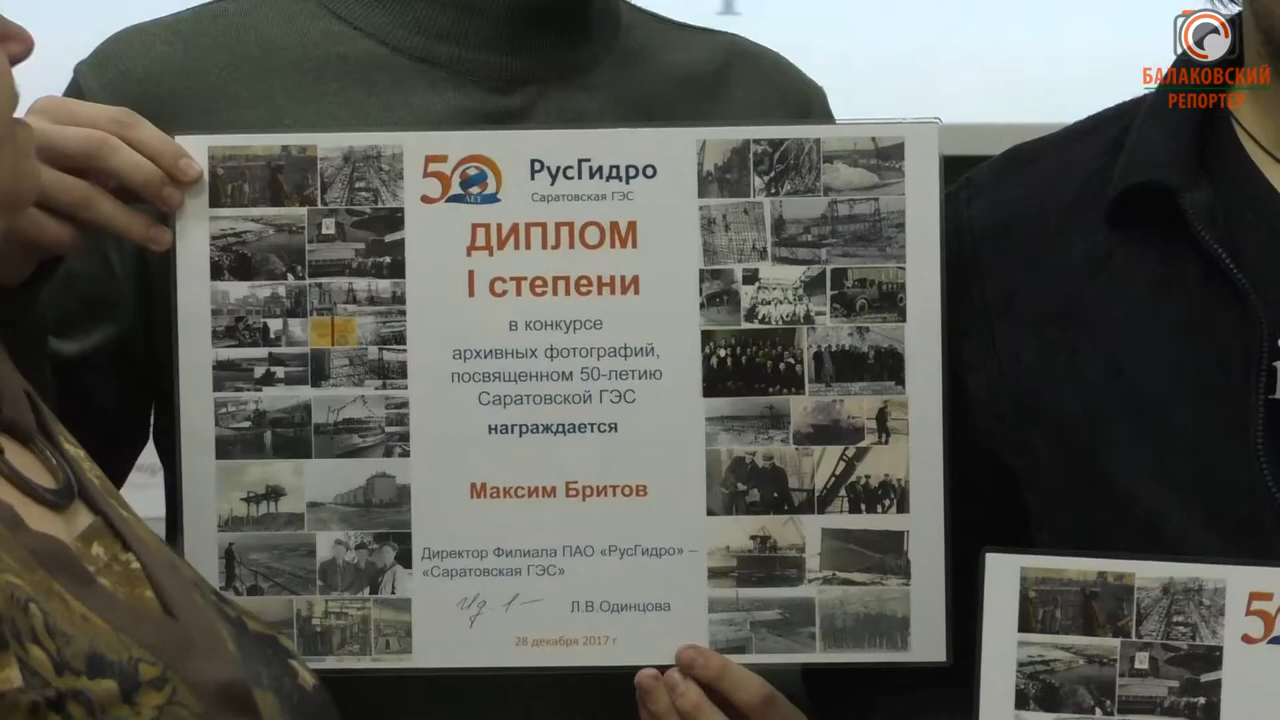 БАЛАКОВСКИЙ
РЕПОРТЕР
50
ЛЕТ
РусГидро
Саратовская ГЭС
ДИПЛОМ
I степени
в конкурсе
архивных фотографий,
посвященном 50-летию
Саратовской ГЭС
награждается
Максим Бритов
Директор Филиала ПАО «РусГидро» –
«Саратовская ГЭС»
Л.В.Одинцова
28 декабря 2017 г
5